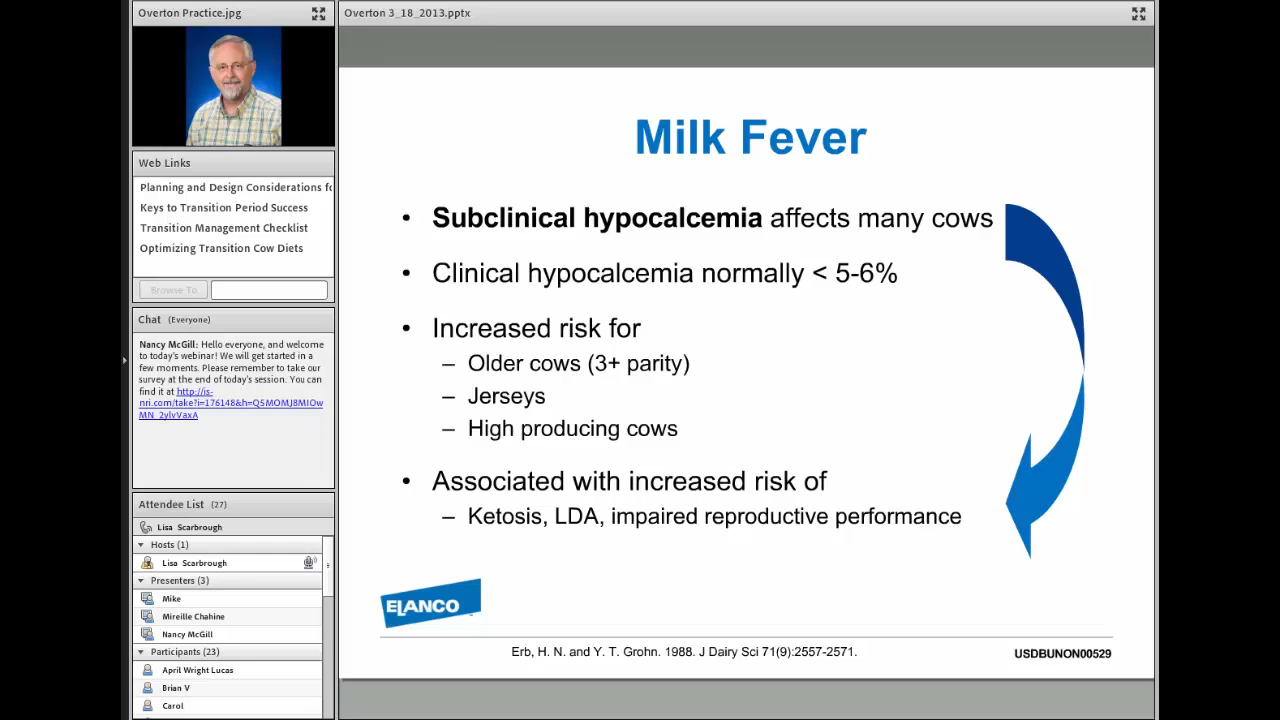 Overton Practice.jpg
Web Links
Planning and Design Considerations fo
Keys to Transition Period Success
Transition Management Checklist
Optimizing Transition Cow Diets
Browse To
Chat (Everyone)
Nancy McGill: Hello everyone, and welcome
to today's webinar! We will get started in a
few moments. Please remember to take our
survey at the end of today's session. You can
find it at http://is-
nri.com/take?i=176148&h=Q5MOMJ8MIOw
MN_2ylvVaxA
Attendee List (27)
Lisa Scarbrough
Hosts (1)
Lisa Scarbrough
Presenters (3)
Mike
Mireille Chahine
Nancy McGill
Participants (23)
April Wright Lucas
Brian V
Carol
Overton 3_18_2013.pptx
Milk Fever
• Subclinical hypocalcemia affects many cows
• Clinical hypocalcemia normally < 5-6%
• Increased risk for
– Older cows (3+ parity)
– Jerseys
– High producing cows
• Associated with increased risk of
– Ketosis, LDA, impaired reproductive performance
ELANCO
Erb, H. N. and Y. T. Grohn. 1988. J Dairy Sci 71(9):2557-2571.
USDBUNON00529